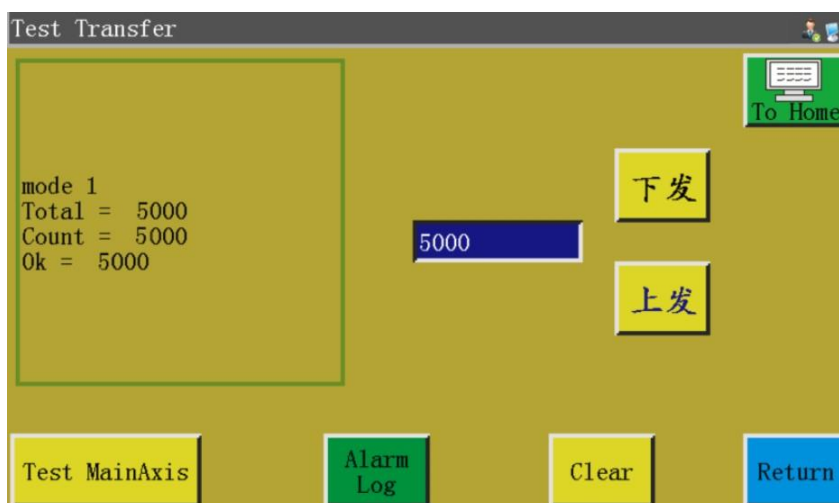 Test Transfer
To Home
mode 1
Total =  5000
Count =  5000
Ok =  5000
5000
下发
上发
Test MainAxis
Alarm
Log
Clear
Return